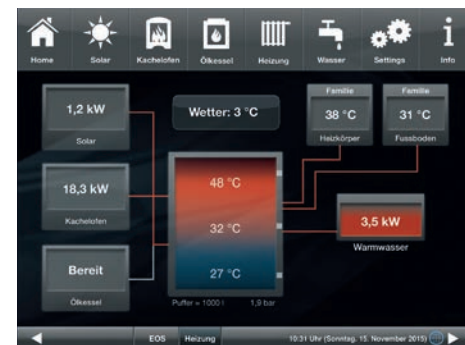 Home Solar Kachelofen Ölkessel Heizung Wasser Settings Info
1,2 kW
Solar
Wetter: 3 °C
Familie
38 °C
Heizkörper
Familie
31 °C
Fussboden
18,3 kW
Kachelofen
48 °C
32 °C
27 °C
3,5 kW
Warmwasser
Bereit
Ölkessel
Puffer = 1000 l 1,9 bar
EOS Heizung 10:31 Uhr (Sonntag, 15. November 2015)